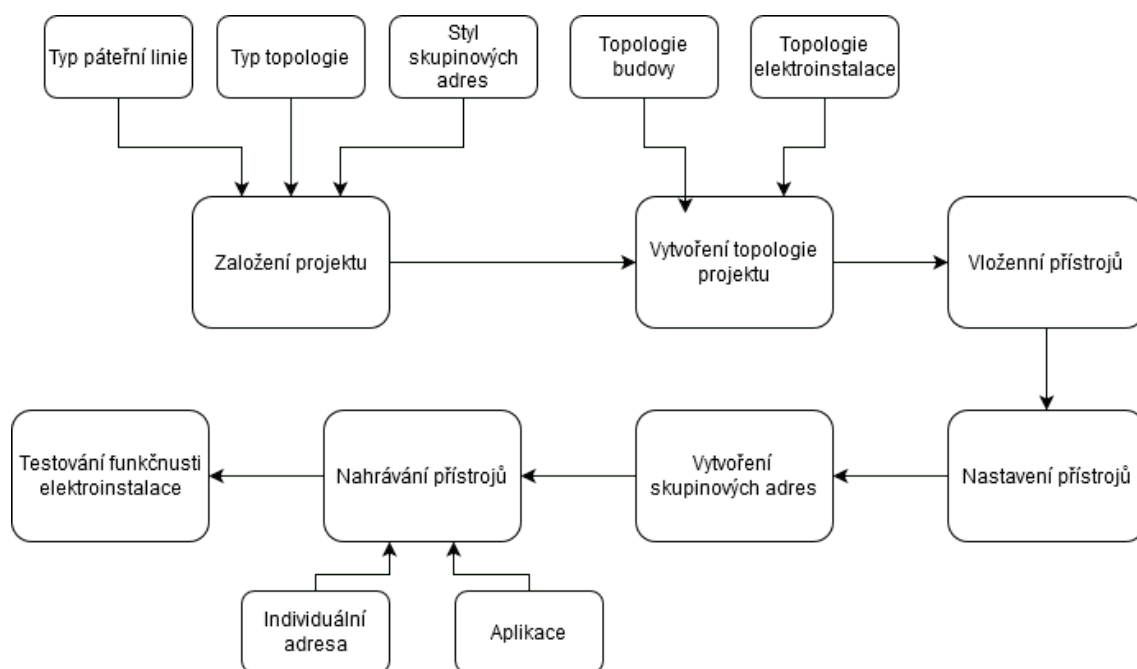 Typ páteřní linie
Typ topologie
Styl
skupinových
adres
Topologie
budovy
Topologie
elektroinstalace
Založení projektu
Vytvoření topologie
projektu
Vloženní přístrojů
Testování funkčnusti
elektroinstalace
Nahrávání přístrojů
Vytvoření
skupinových adres
Nastavení přístrojů
Individuální
adresa
Aplikace